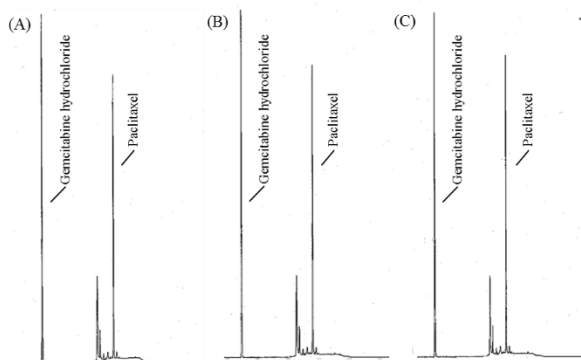 (A)
Gemcitabine hydrochloride
Paclitaxel
(B)
Gemcitabine hydrochloride
Paclitaxel
(C)
Gemcitabine hydrochloride
Paclitaxel